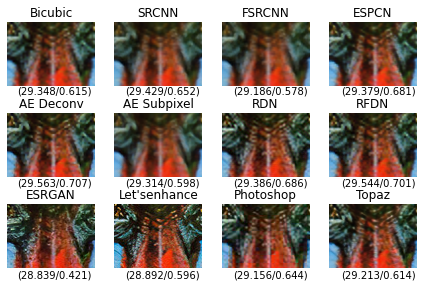 Bicubic SRCNN FSRCNN ESPCN
(29.348/0.615) (29.429/0.652) (29.186/0.578) (29.379/0.681)
AE Deconv AE Subpixel RDN RFDN
(29.563/0.707) (29.314/0.598) (29.386/0.686) (29.544/0.701)
ESRGAN Let'senhance Photoshop Topaz
(28.839/0.421) (28.892/0.596) (29.156/0.644) (29.213/0.614)